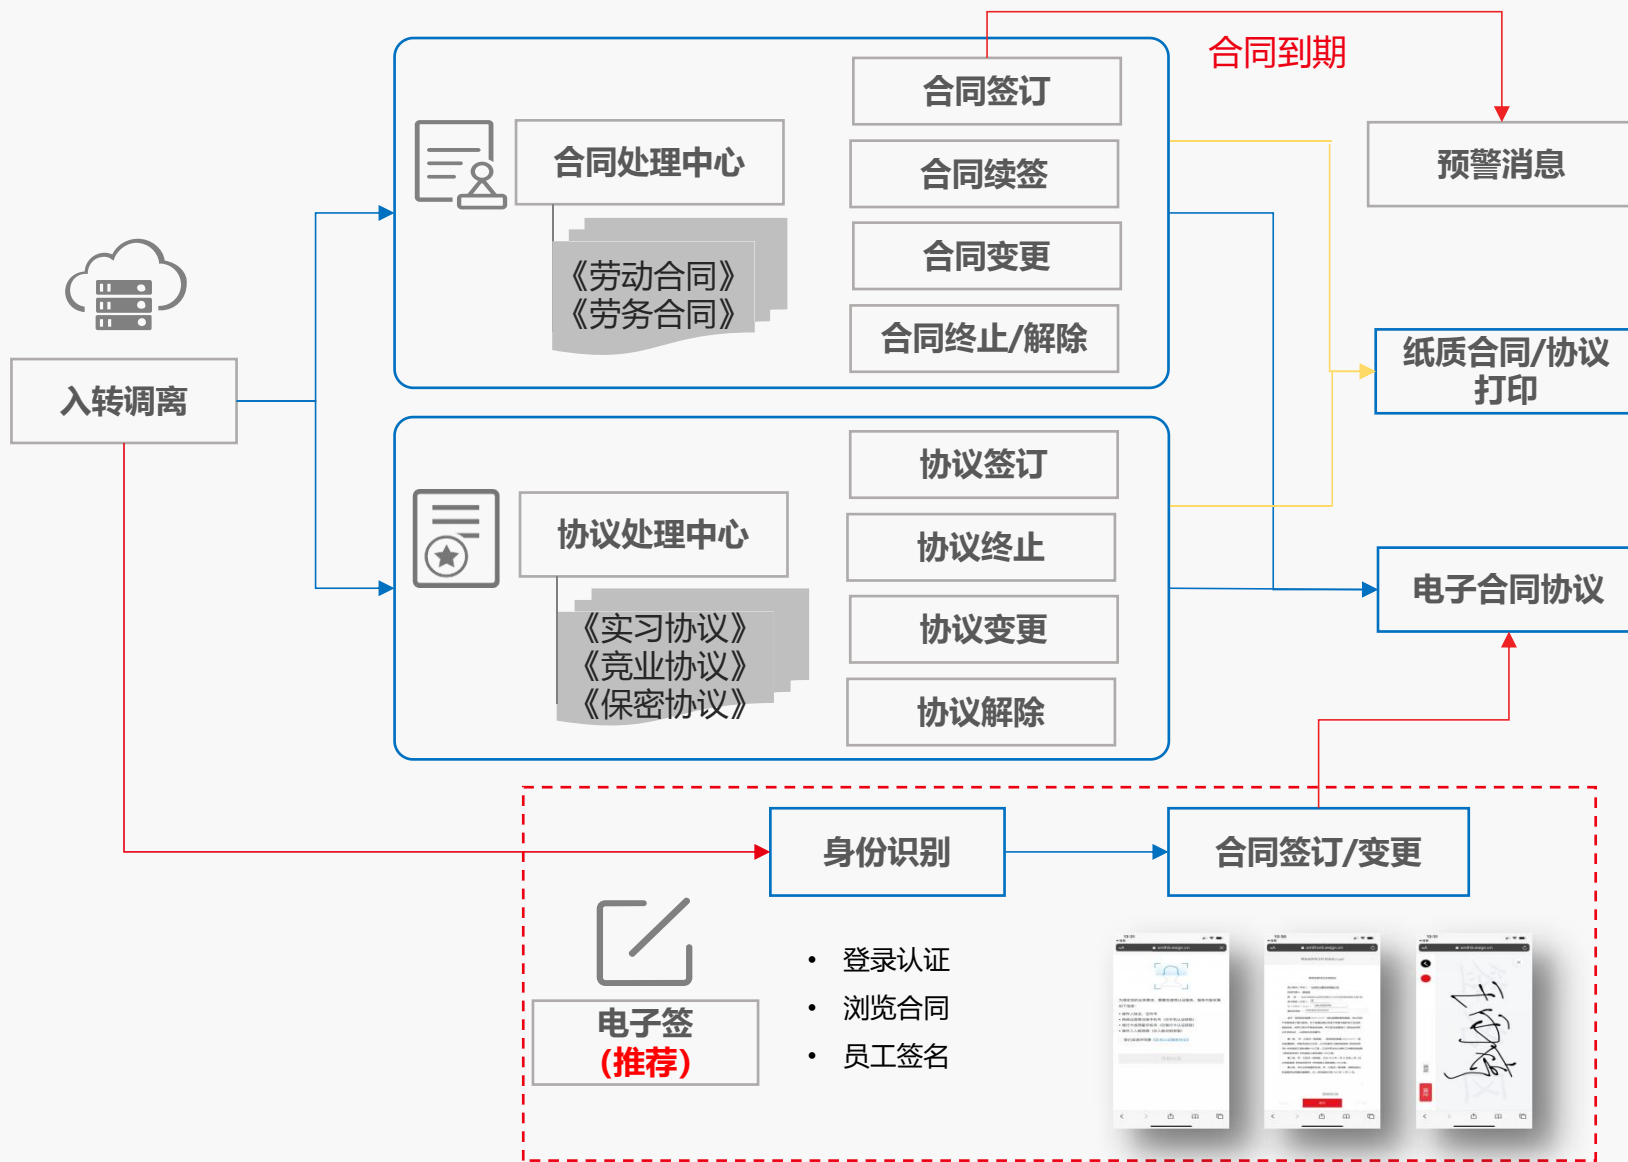 合同到期
合同签订
合同处理中心
预警消息
合同续签
合同变更
《劳动合同》
《劳务合同》
合同终止/解除
纸质合同/协议
打印
入转调离
协议签订
协议处理中心
协议终止
电子合同协议
《实习协议》
协议变更
《竞业协议》
《保密协议》
协议解除
身份识别
合同签订/变更
• 登录认证
• 浏览合同
• 员工签名
电子签
(推荐)